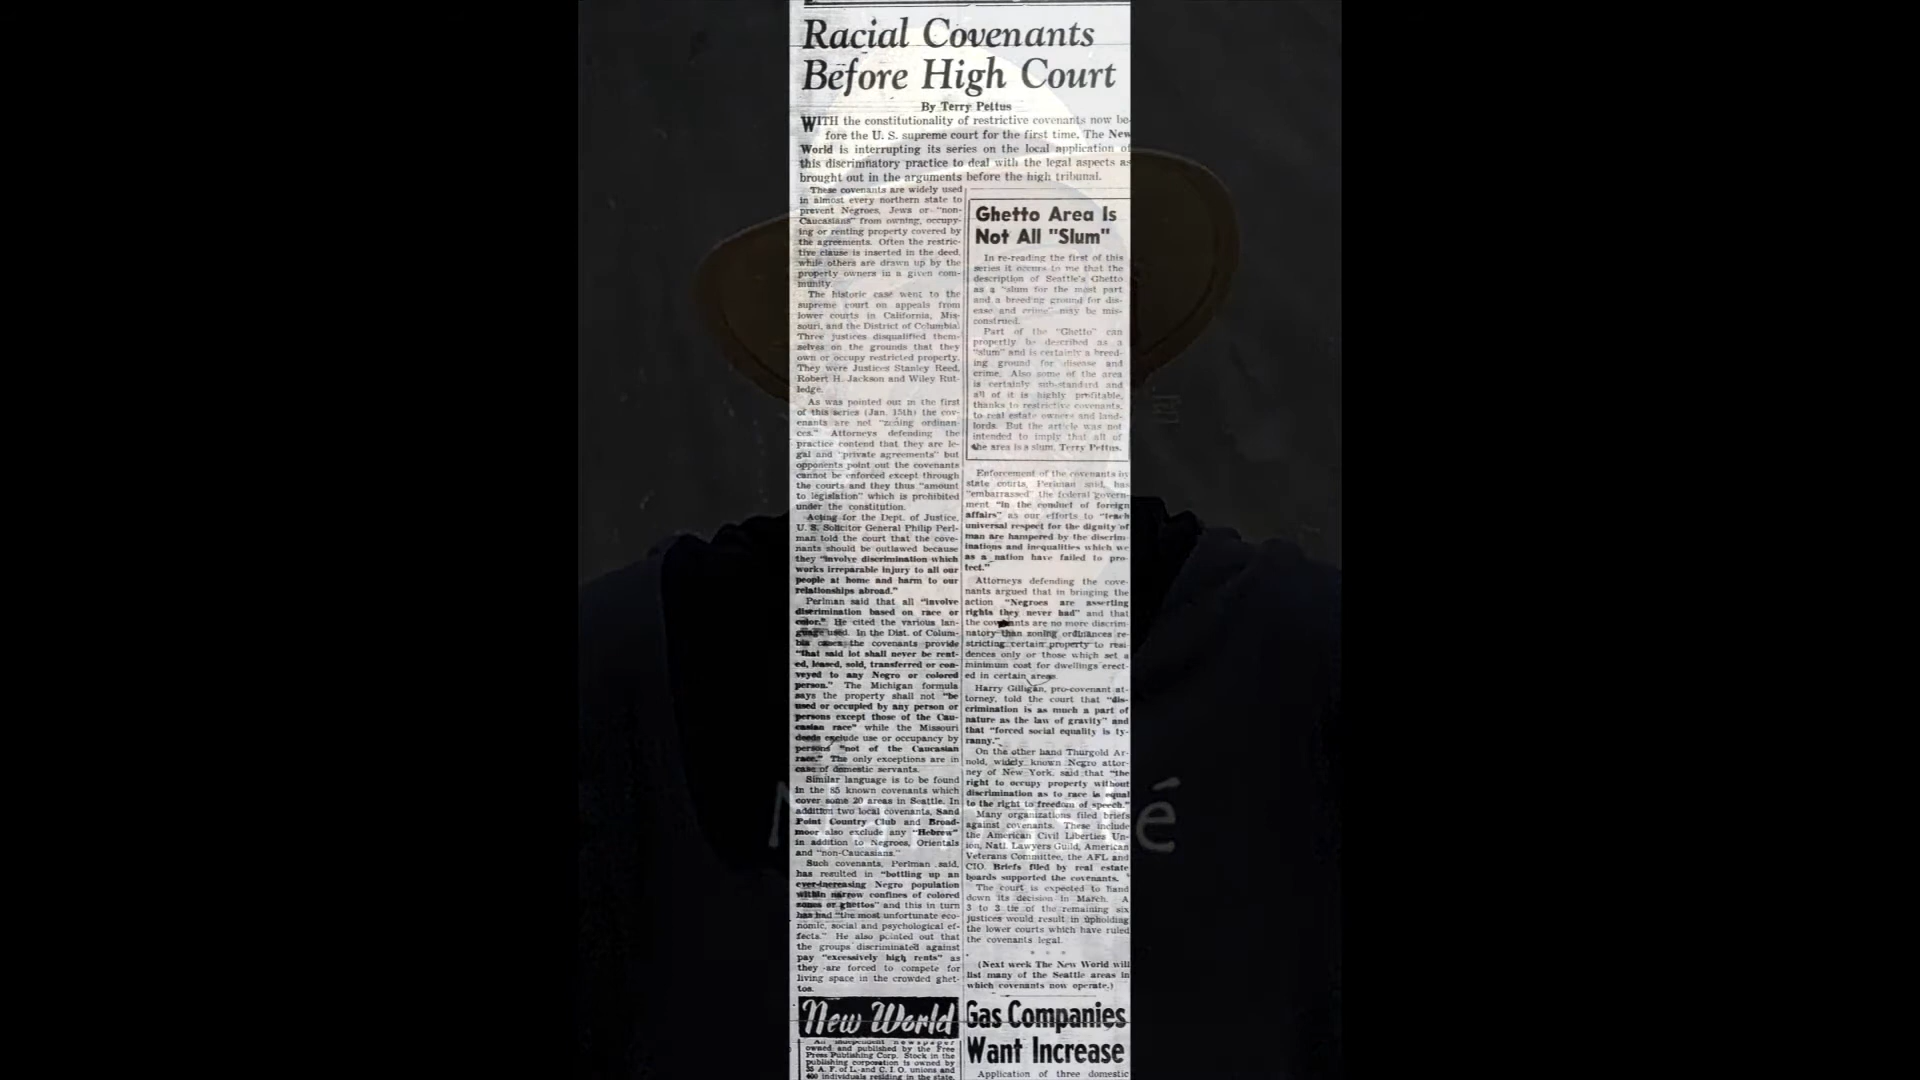 Racial Covenants
Before High Court
By Terry Pettus
WITH the constitutionality of restrictive covenants now be-
fore the U. S. supreme court for the first time, The New
World is interrupting its series on the local application of
this discriminatory practice to deal with the legal aspects as
brought out in the arguments before the high tribunal.
These covenants are widely used
in almost every northern state to
prevent Negroes, Jews or "non-
Caucasians" from owning, occupy-
ing or renting property covered by
the agreements. Often the restric-
tive clause is inserted in the deed,
while others are drawn up by the
property owners in a given com-
munity.
The historic case went to the
supreme court on appeals from
lower courts in California, Mis-
souri, and the District of Columbia.
Three justices disqualified them-
selves on the grounds that they
own or occupy restricted property.
They were Justices Stanley Reed,
Robert H. Jackson and Wiley Rut-
ledge.
As was pointed out in the first
of this series (Jan. 15th) the cov-
enants are not "zoning ordinan-
ces." Attorneys defending the
practice contend that they are le-
gal and "private agreements" but
opponents point out the covenants
cannot be enforced except through
the courts and they thus "amount
to legislation" which is prohibited
under the constitution.
Acting for the Dept. of Justice,
U. S. Solicitor General Philip Perl-
man told the court that the cove-
nants should be outlawed because
they "involve discrimination which
works irreparable injury to all our
people at home and harm to our
relationships abroad."
Perlman said that all "involve
discrimination based on race or
color." He cited the various lan-
guage used. In the Dist. of Colum-
bia cases the covenants provide
"that said lot shall never be rent-
ed, leased, sold, transferred or con-
veyed to any Negro or colored
person." The Michigan formula
says the property shall not "be
used or occupied by any person or
persons except those of the Cau-
casian race" while the Missouri
deeds exclude use or occupancy by
persons "not of the Caucasian
race." The only exceptions are in
case of domestic servants.
Similar language is to be found
in the 85 known covenants which
cover some 20 areas in Seattle. In
addition two local covenants, Sand
Point Country Club and Broad-
moor also exclude any "Hebrew"
in addition to Negroes, Orientals
and "non-Caucasians."
Such covenants, Perlman said,
has resulted in "bottling up an
ever-increasing Negro population
within narrow confines of colored
zones or ghettos" and this in turn
has had "the most unfortunate eco-
nomic, social and psychological ef-
fects." He also pointed out that
the groups discriminated against
pay "excessively high rents" as
they are forced to compete for
living space in the crowded ghet-
tos.
New World
An independent newspaper
owned and published by the Free
Press Publishing Corp. Stock in the
publishing corporation is owned by
35 A. F. of L. and C. I. O. unions and
400 individuals residing in the state.
Ghetto Area Is
Not All "Slum"
In re-reading the first of this
series it occurs to me that the
description of Seattle's Ghetto
as a "slum for the most part
and a breeding ground for dis-
ease and crime" may be mis-
construed.
Part of the "Ghetto" can
properly be described as a
"slum" and is certainly a breed-
ing ground for disease and
crime. Also some of the area
is certainly sub-standard and
all of it is highly profitable,
thanks to restrictive covenants,
to real estate owners and land-
lords. But the article was not
intended to imply that all of
the area is a slum. Terry Pettus.
Enforcement of the covenants by
state courts, Perlman said, has
"embarrassed" the federal govern-
ment "in the conduct of foreign
affairs" as our efforts to "teach
universal respect for the dignity of
man are hampered by the discrim-
inations and inequalities which we
as a nation have failed to pro-
tect."
Attorneys defending the cove-
nants argued that in bringing the
action "Negroes are asserting
rights they never had" and that
the covenants are no more discrim-
natory than zoning ordinances re-
stricting certain property to resi-
dences only or those which set a
minimum cost for dwellings erect-
ed in certain areas.
Harry Gilligan, pro-covenant at-
torney, told the court that "dis-
crimination is as much a part of
nature as the law of gravity" and
that "forced social equality is ty-
ranny."
On the other hand Thurgold Ar-
nold, widely known Negro attor-
ney of New York, said that "the
right to occupy property without
discrimination as to race is equal
to the right to freedom of speech."
Many organizations filed briefs
against covenants. These include
the American Civil Liberties Un-
ion, Natl. Lawyers Guild, American
Veterans Committee, the AFL and
CIO. Briefs filed by real estate
boards supported the covenants.
The court is expected to hand
down its decision in March. A
3 to 3 tie of the remaining six
justices would result in upholding
the lower courts which have ruled
the covenants legal.
* * *
(Next week The New World will
list many of the Seattle areas in
which covenants now operate.)
Gas Companies
Want Increase
Application of three domestic